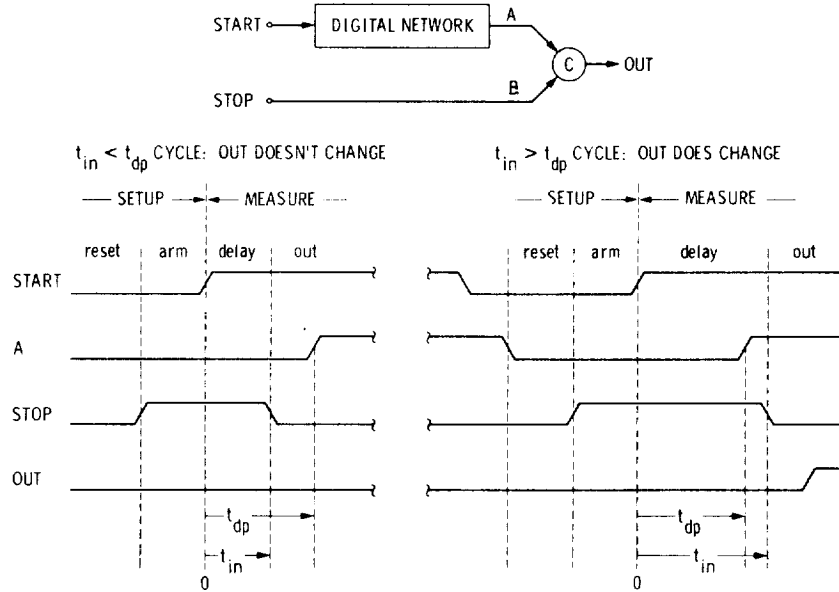 START
DIGITAL NETWORK
A
C
OUT
STOP
B
t_in < t_dp CYCLE: OUT DOESN'T CHANGE
t_in > t_dp CYCLE: OUT DOES CHANGE
SETUP
MEASURE
SETUP
MEASURE
reset arm delay out
reset arm delay out
START
A
STOP
OUT
t_dp
t_dp
t_in
t_in
0
0